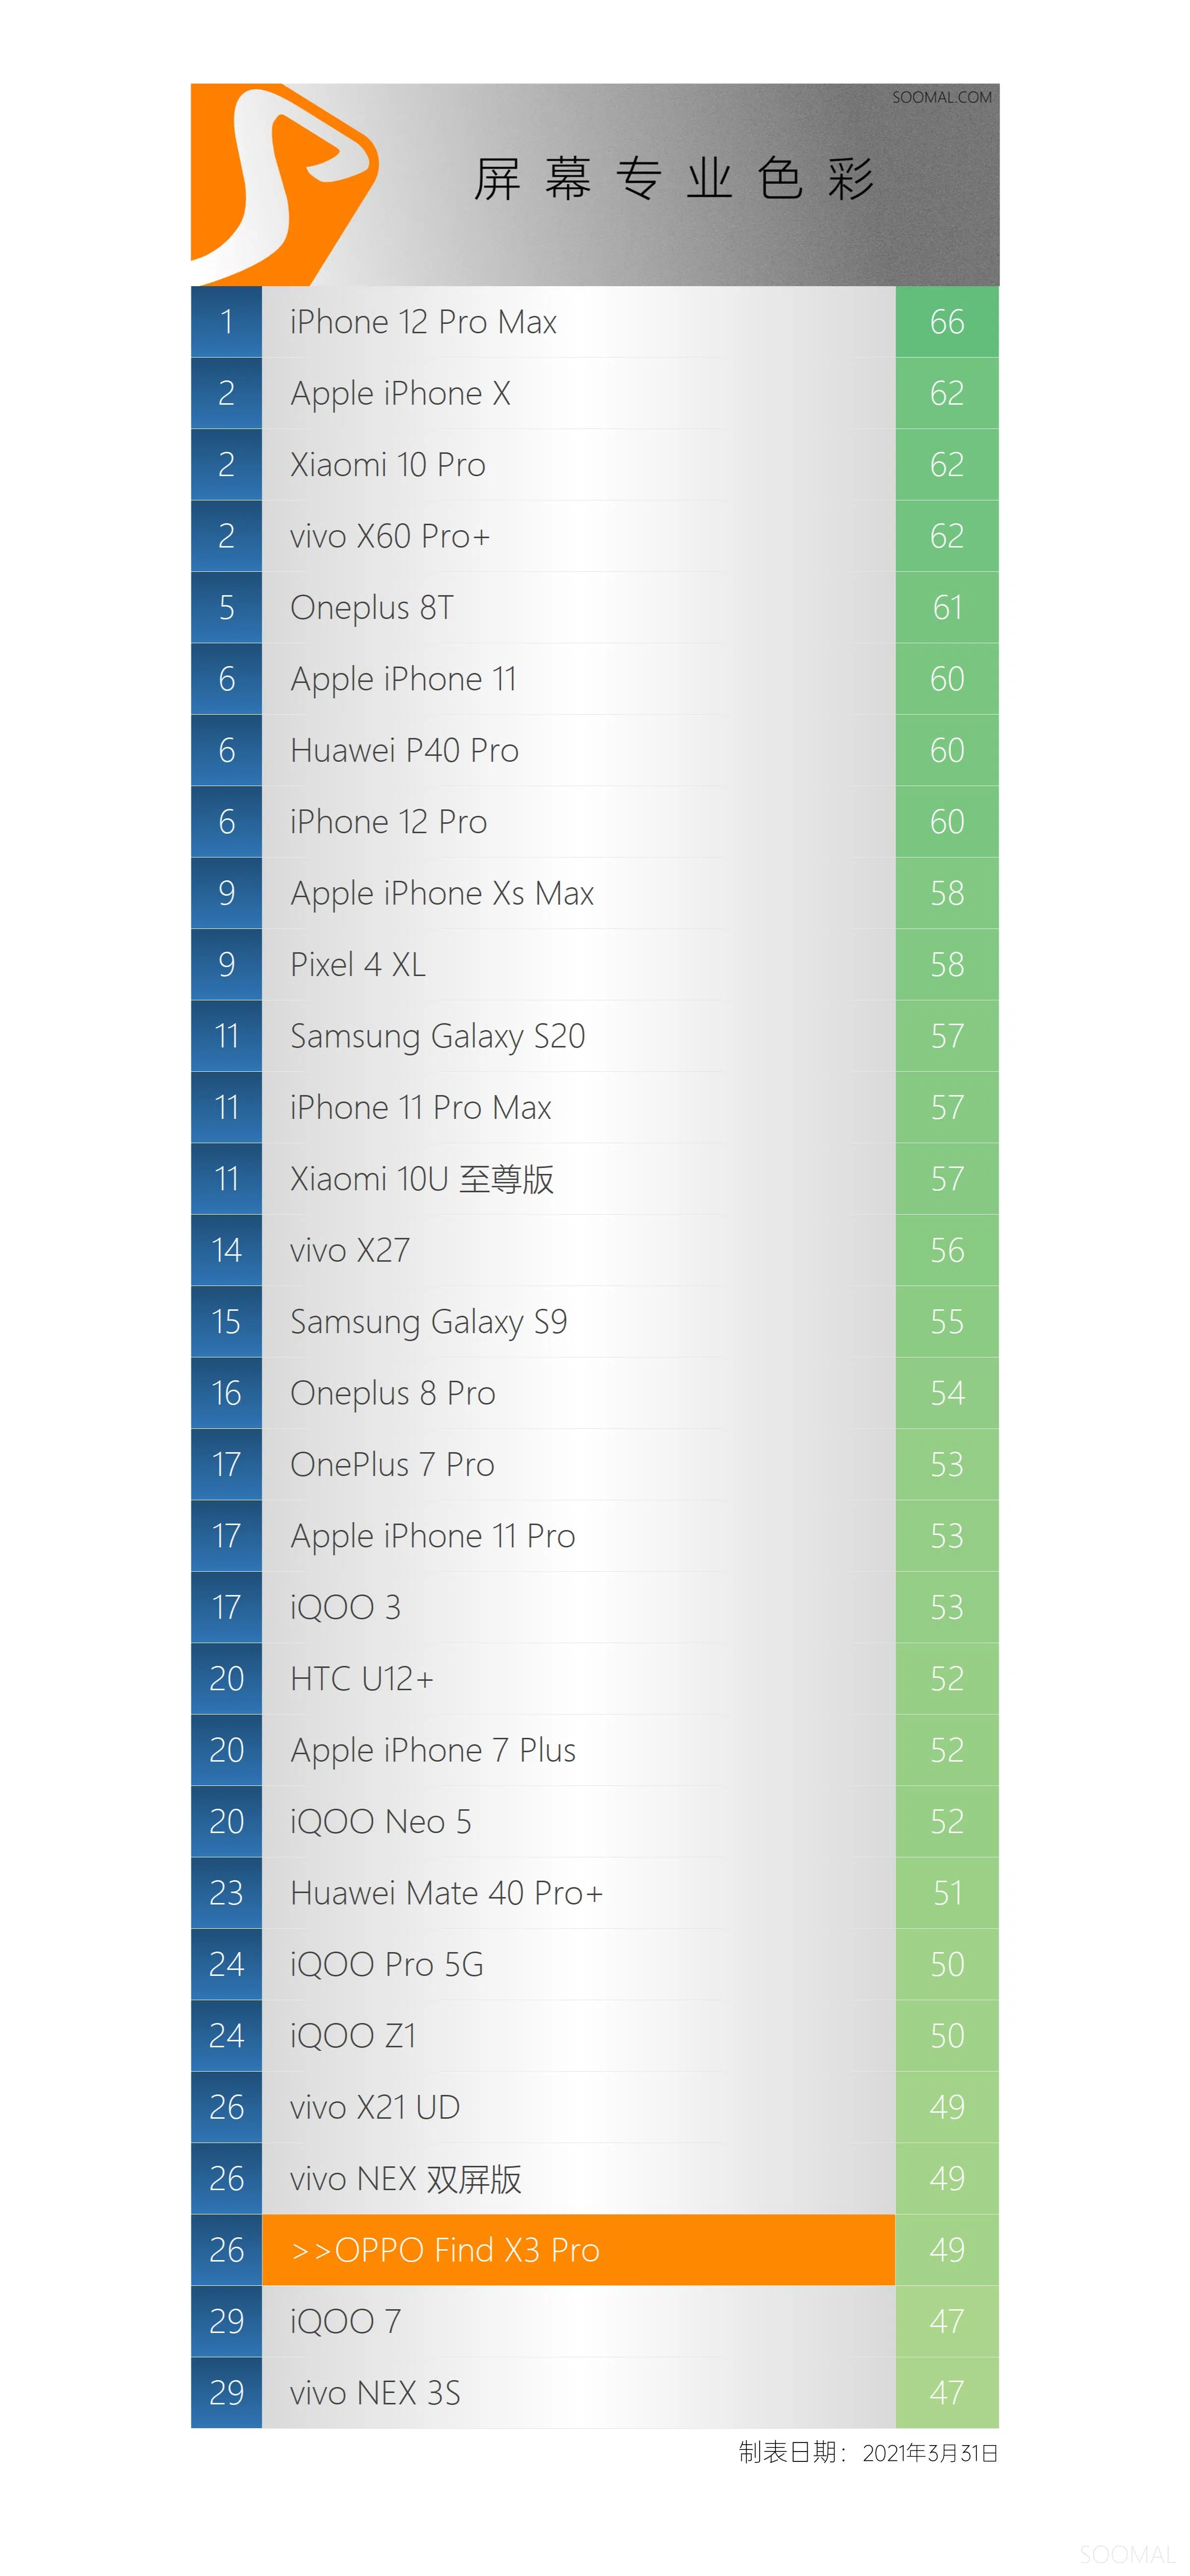 SOOMAL.COM
屏幕专业色彩
1 iPhone 12 Pro Max 66
2 Apple iPhone X 62
2 Xiaomi 10 Pro 62
2 vivo X60 Pro+ 62
5 Oneplus 8T 61
6 Apple iPhone 11 60
6 Huawei P40 Pro 60
6 iPhone 12 Pro 60
9 Apple iPhone Xs Max 58
9 Pixel 4 XL 58
11 Samsung Galaxy S20 57
11 iPhone 11 Pro Max 57
11 Xiaomi 10U 至尊版 57
14 vivo X27 56
15 Samsung Galaxy S9 55
16 Oneplus 8 Pro 54
17 OnePlus 7 Pro 53
17 Apple iPhone 11 Pro 53
17 iQOO 3 53
20 HTC U12+ 52
20 Apple iPhone 7 Plus 52
20 iQOO Neo 5 52
23 Huawei Mate 40 Pro+ 51
24 iQOO Pro 5G 50
24 iQOO Z1 50
26 vivo X21 UD 49
26 vivo NEX 双屏版 49
26 >>OPPO Find X3 Pro 49
29 iQOO 7 47
29 vivo NEX 3S 47
制表日期：2021年3月31日
SOOMAL